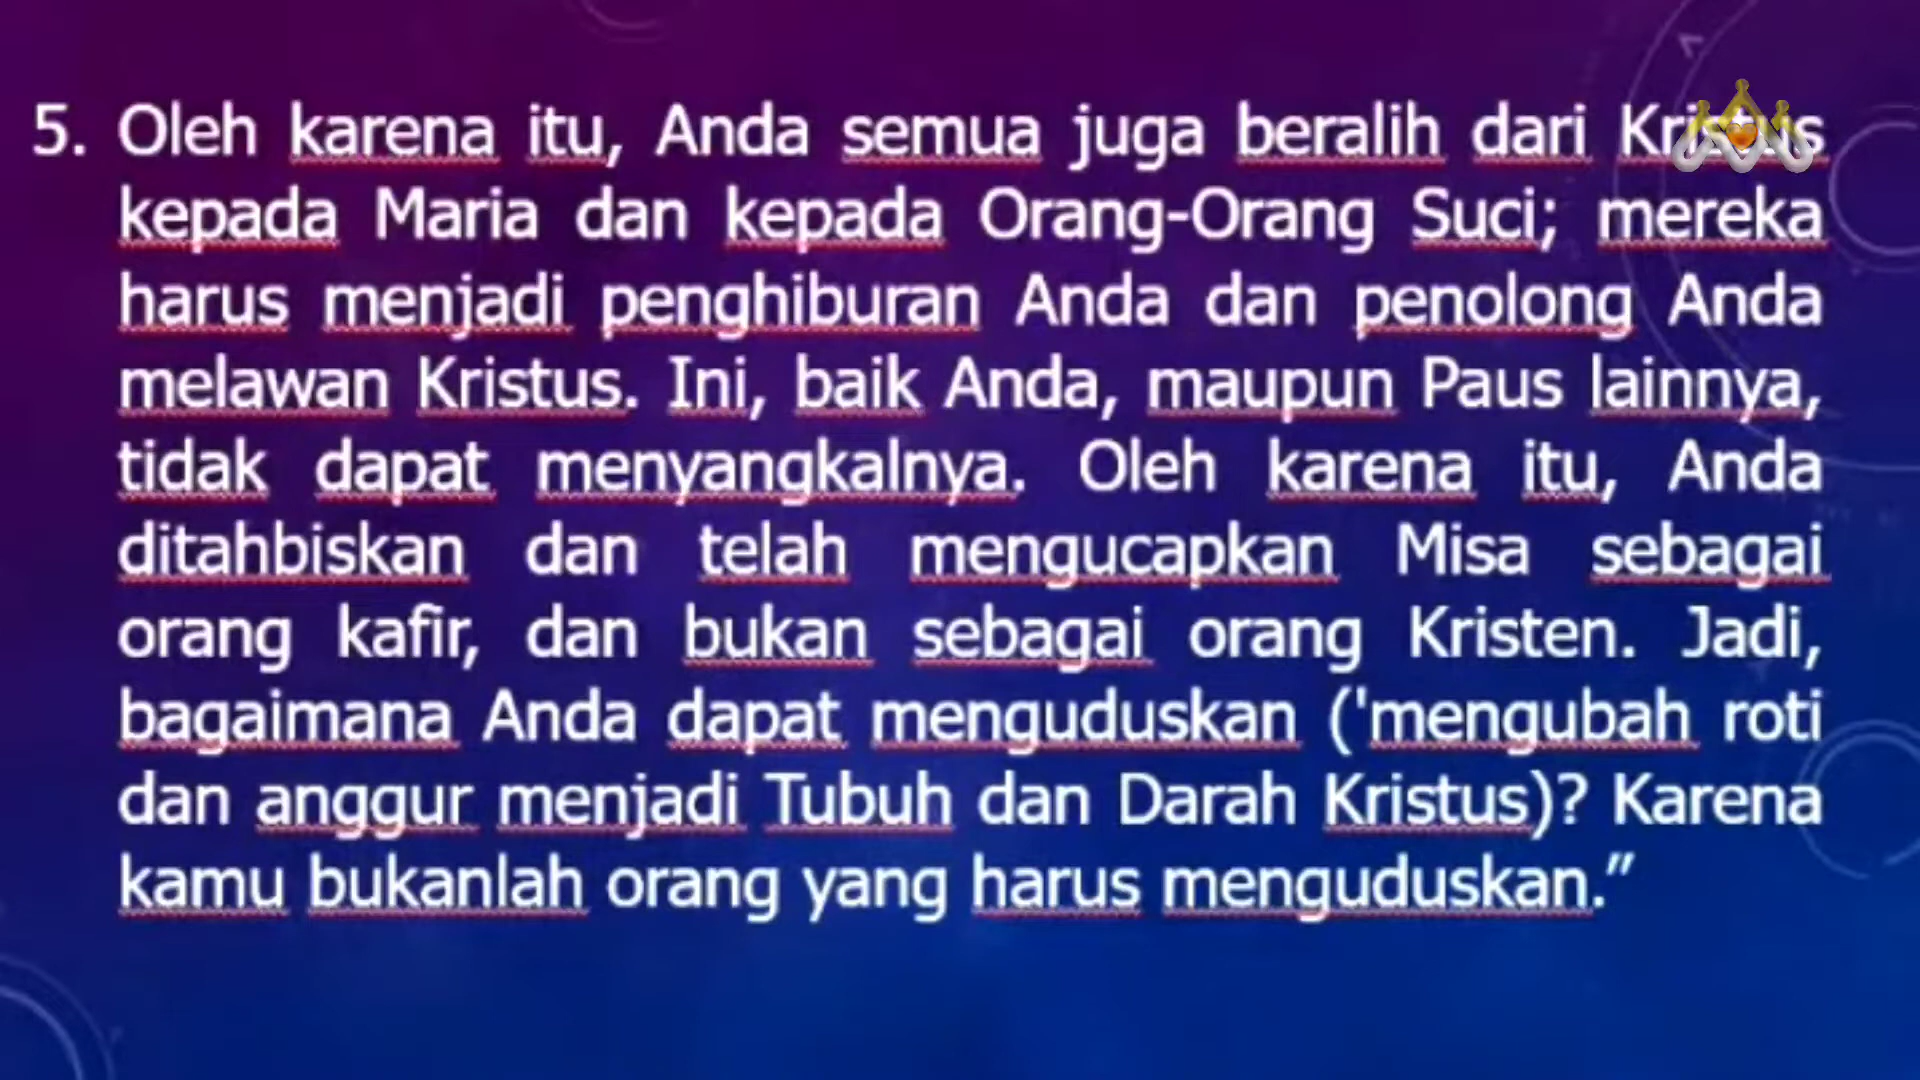 5. Oleh karena itu, Anda semua juga beralih dari Kristus
kepada Maria dan kepada Orang-Orang Suci; mereka
harus menjadi penghiburan Anda dan penolong Anda
melawan Kristus. Ini, baik Anda, maupun Paus lainnya,
tidak dapat menyangkalnya. Oleh karena itu, Anda
ditahbiskan dan telah mengucapkan Misa sebagai
orang kafir, dan bukan sebagai orang Kristen. Jadi,
bagaimana Anda dapat menguduskan ('mengubah roti
dan anggur menjadi Tubuh dan Darah Kristus)? Karena
kamu bukanlah orang yang harus menguduskan.”